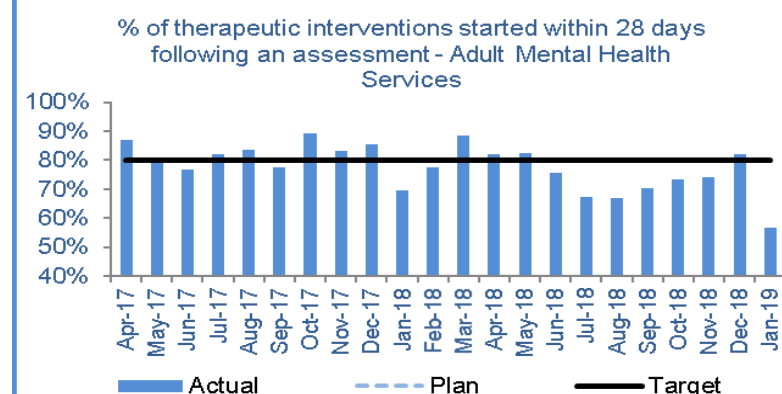 % of therapeutic interventions started within 28 days
following an assessment - Adult Mental Health
Services
100%
90%
80%
70%
60%
50%
40%
Apr-17
May-17
Jun-17
Jul-17
Aug-17
Sep-17
Oct-17
Nov-17
Dec-17
Jan-18
Feb-18
Mar-18
Apr-18
May-18
Jun-18
Jul-18
Aug-18
Sep-18
Oct-18
Nov-18
Dec-18
Jan-19
Actual Plan Target